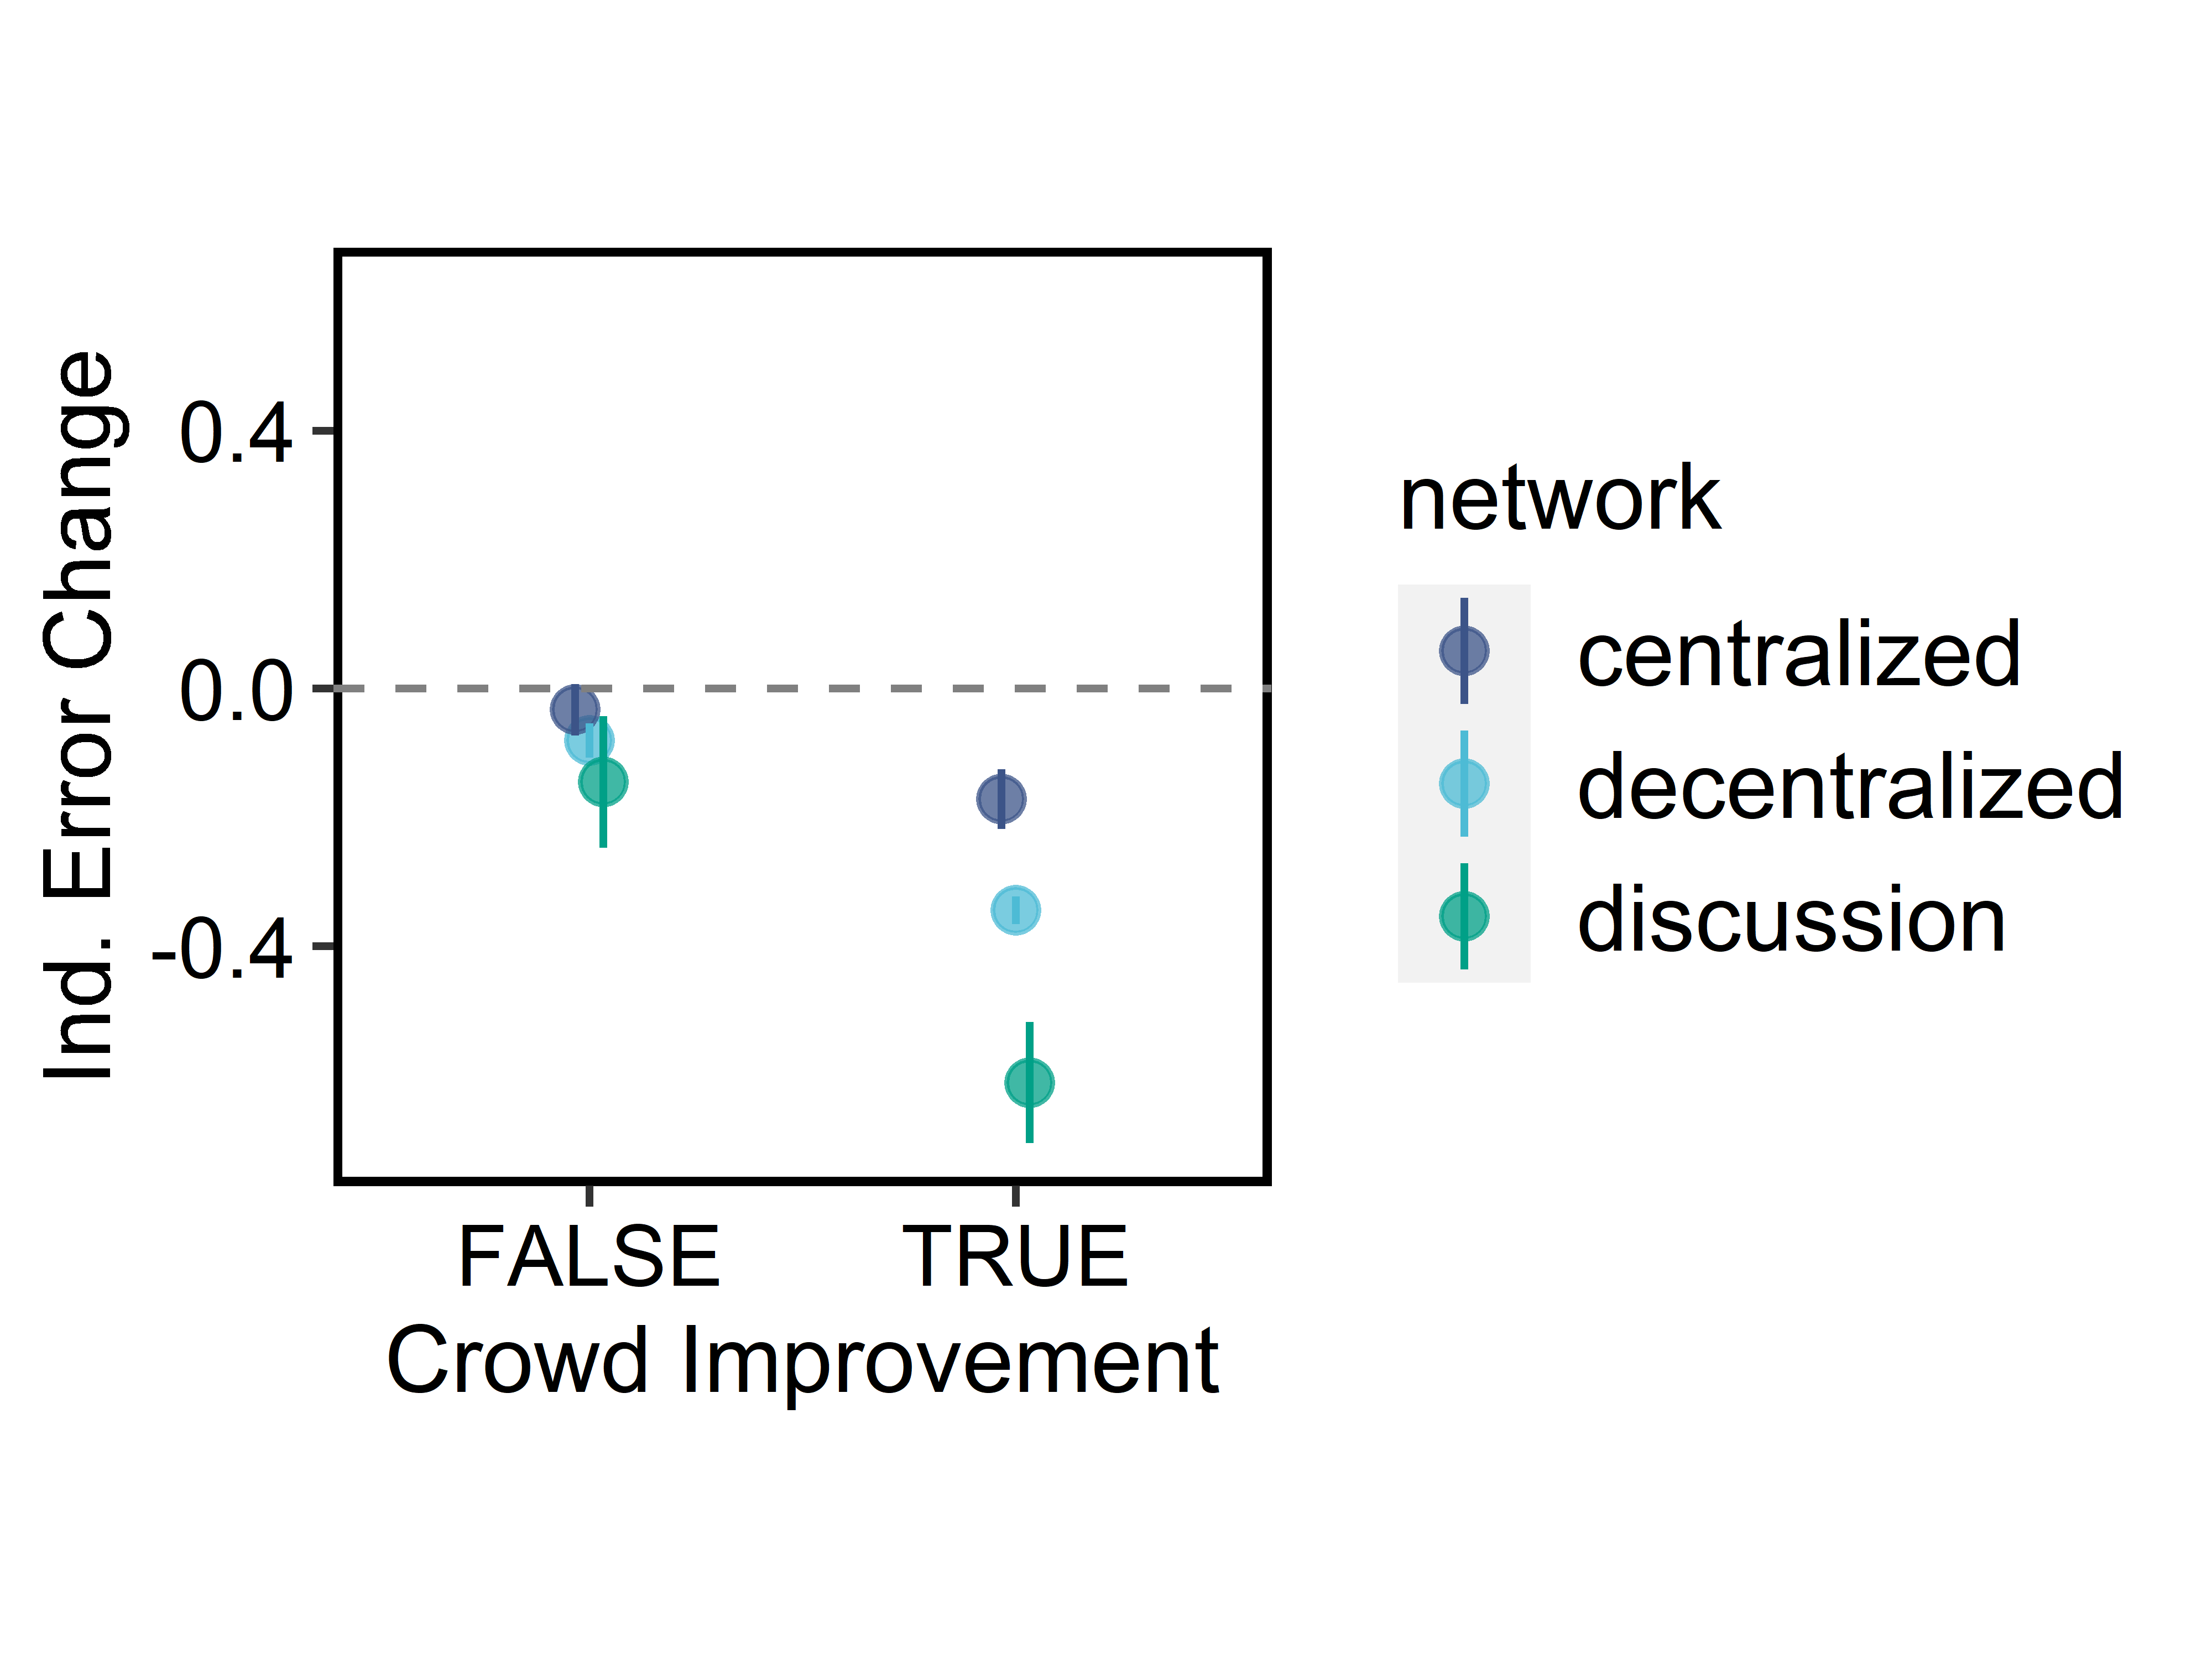 Ind. Error Change
0.4
0.0
-0.4
FALSE TRUE
Crowd Improvement
network
centralized
decentralized
discussion